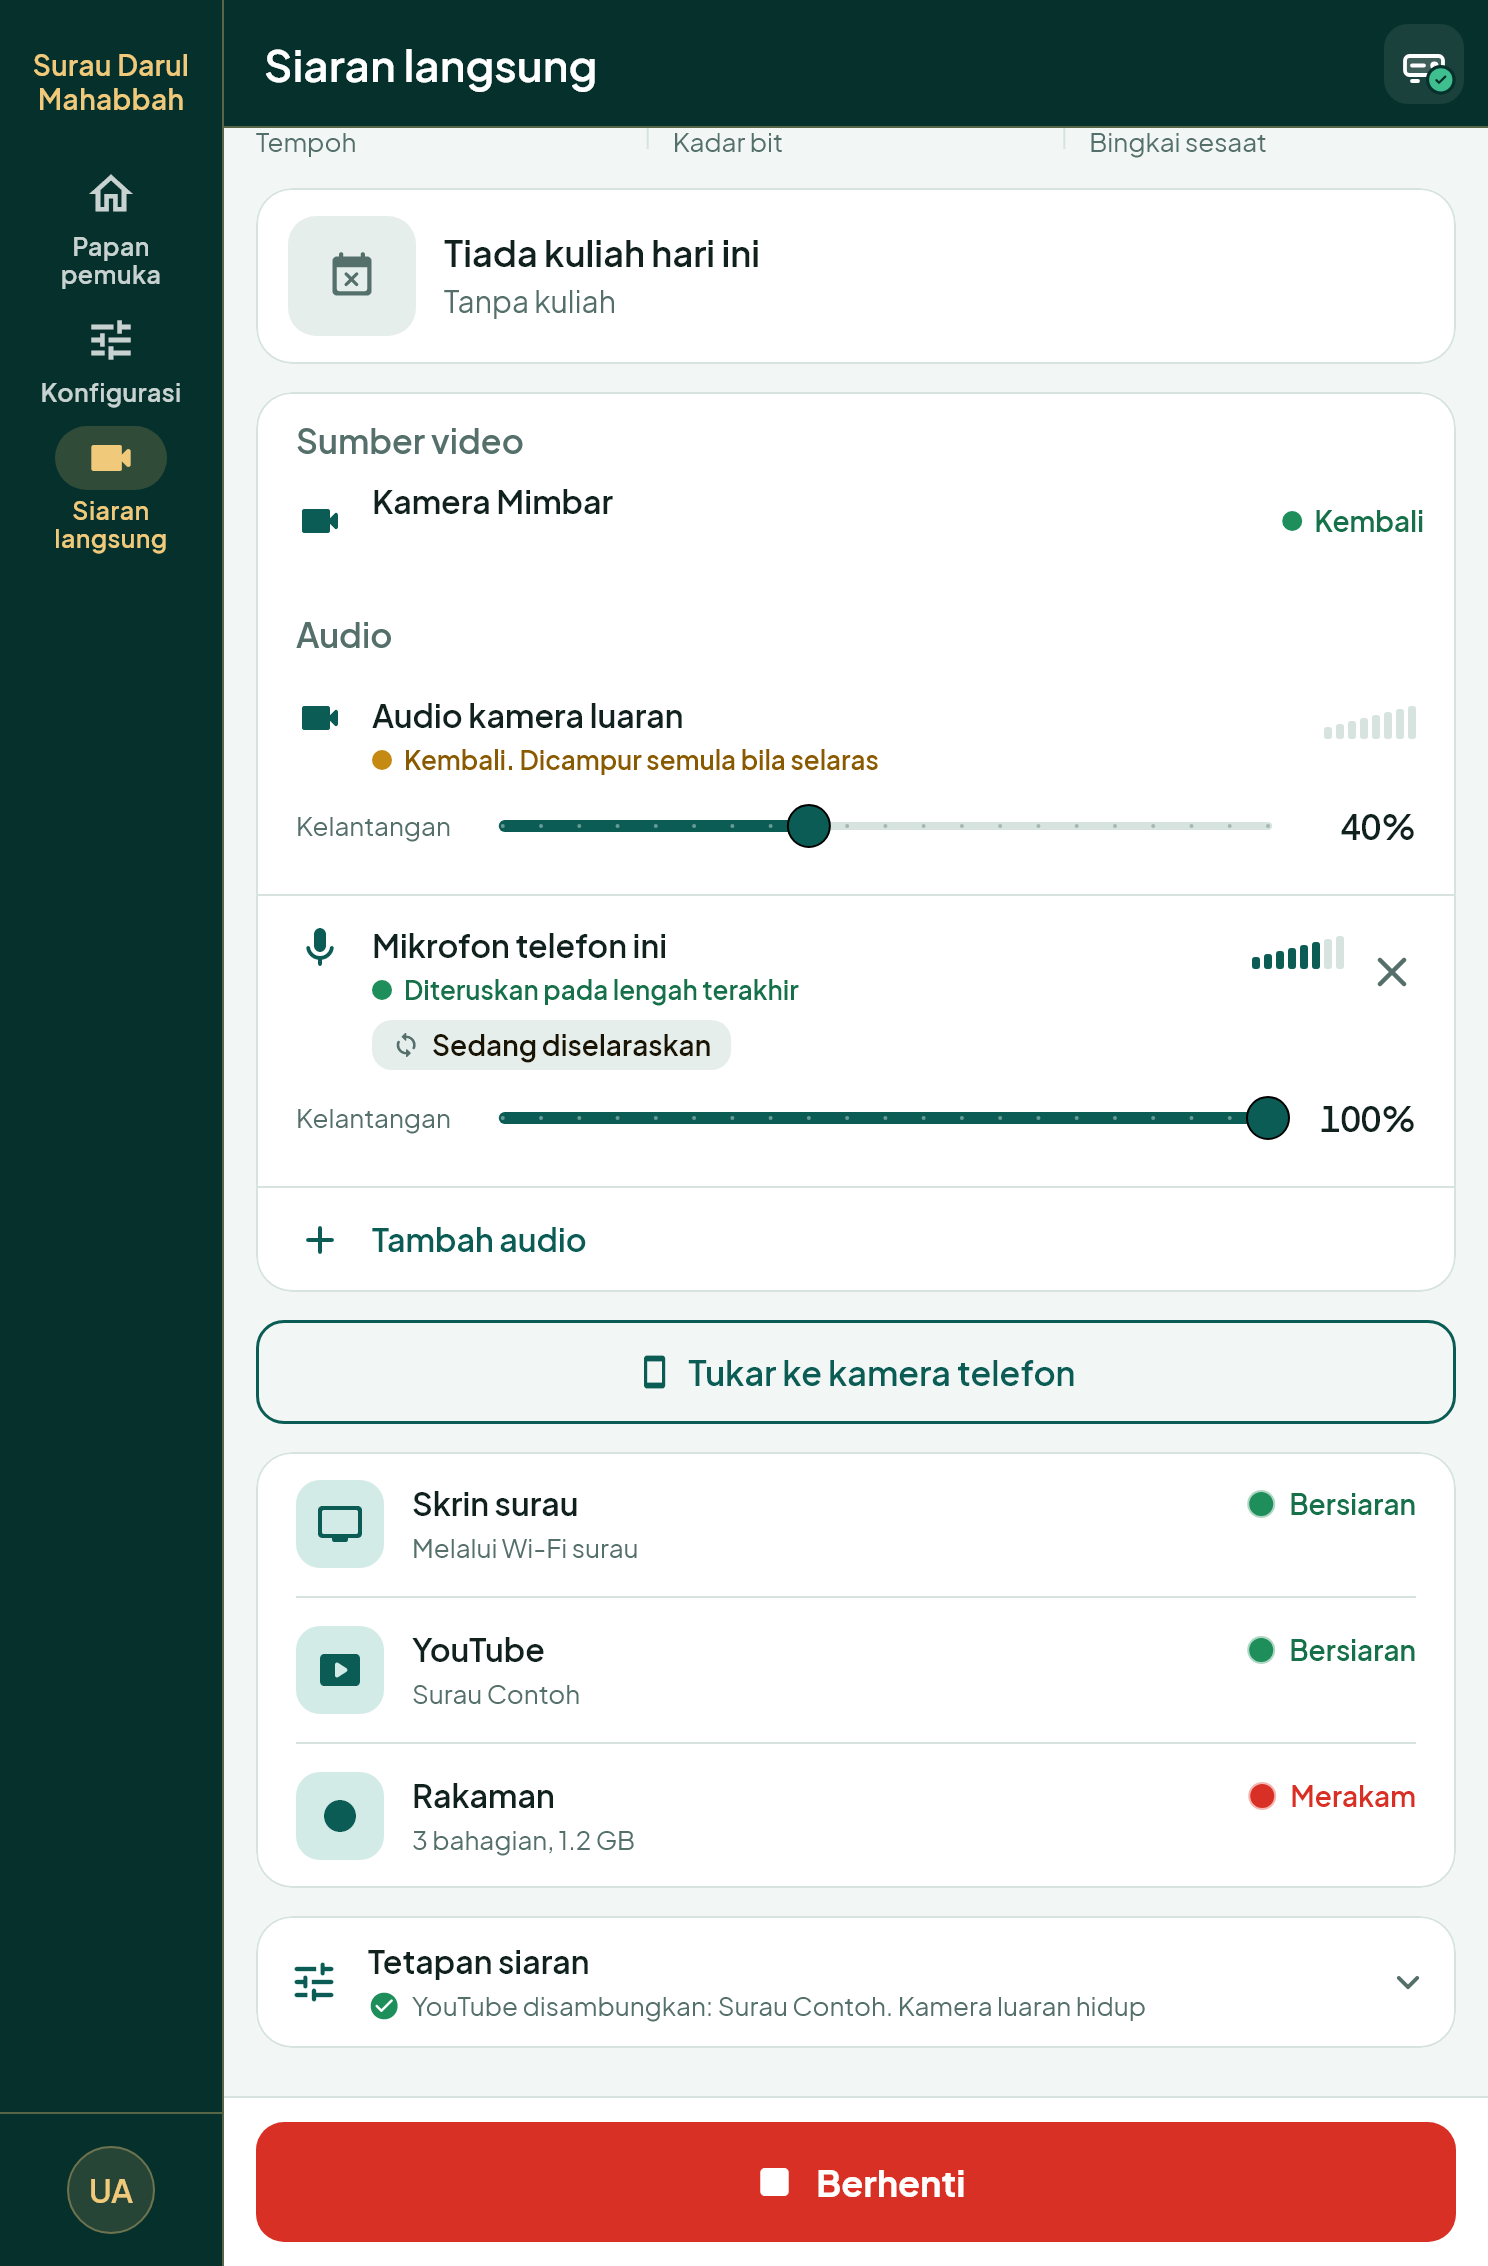 Surau Darul
Mahabbah
Papan
pemuka
Konfigurasi
Siaran
langsung
UA
Siaran langsung
Tempoh
Kadar bit
Bingkai sesaat
Tiada kuliah hari ini
Tanpa kuliah
Sumber video
Kamera Mimbar
Kembali
Audio
Audio kamera luaran
Kembali. Dicampur semula bila selaras
Kelantangan
40%
Mikrofon telefon ini
Diteruskan pada lengah terakhir
Sedang diselaraskan
Kelantangan
100%
Tambah audio
Tukar ke kamera telefon
Skrin surau
Bersiaran
Melalui Wi-Fi surau
YouTube
Bersiaran
Surau Contoh
Rakaman
Merakam
3 bahagian, 1.2 GB
Tetapan siaran
YouTube disambungkan: Surau Contoh. Kamera luaran hidup
Berhenti